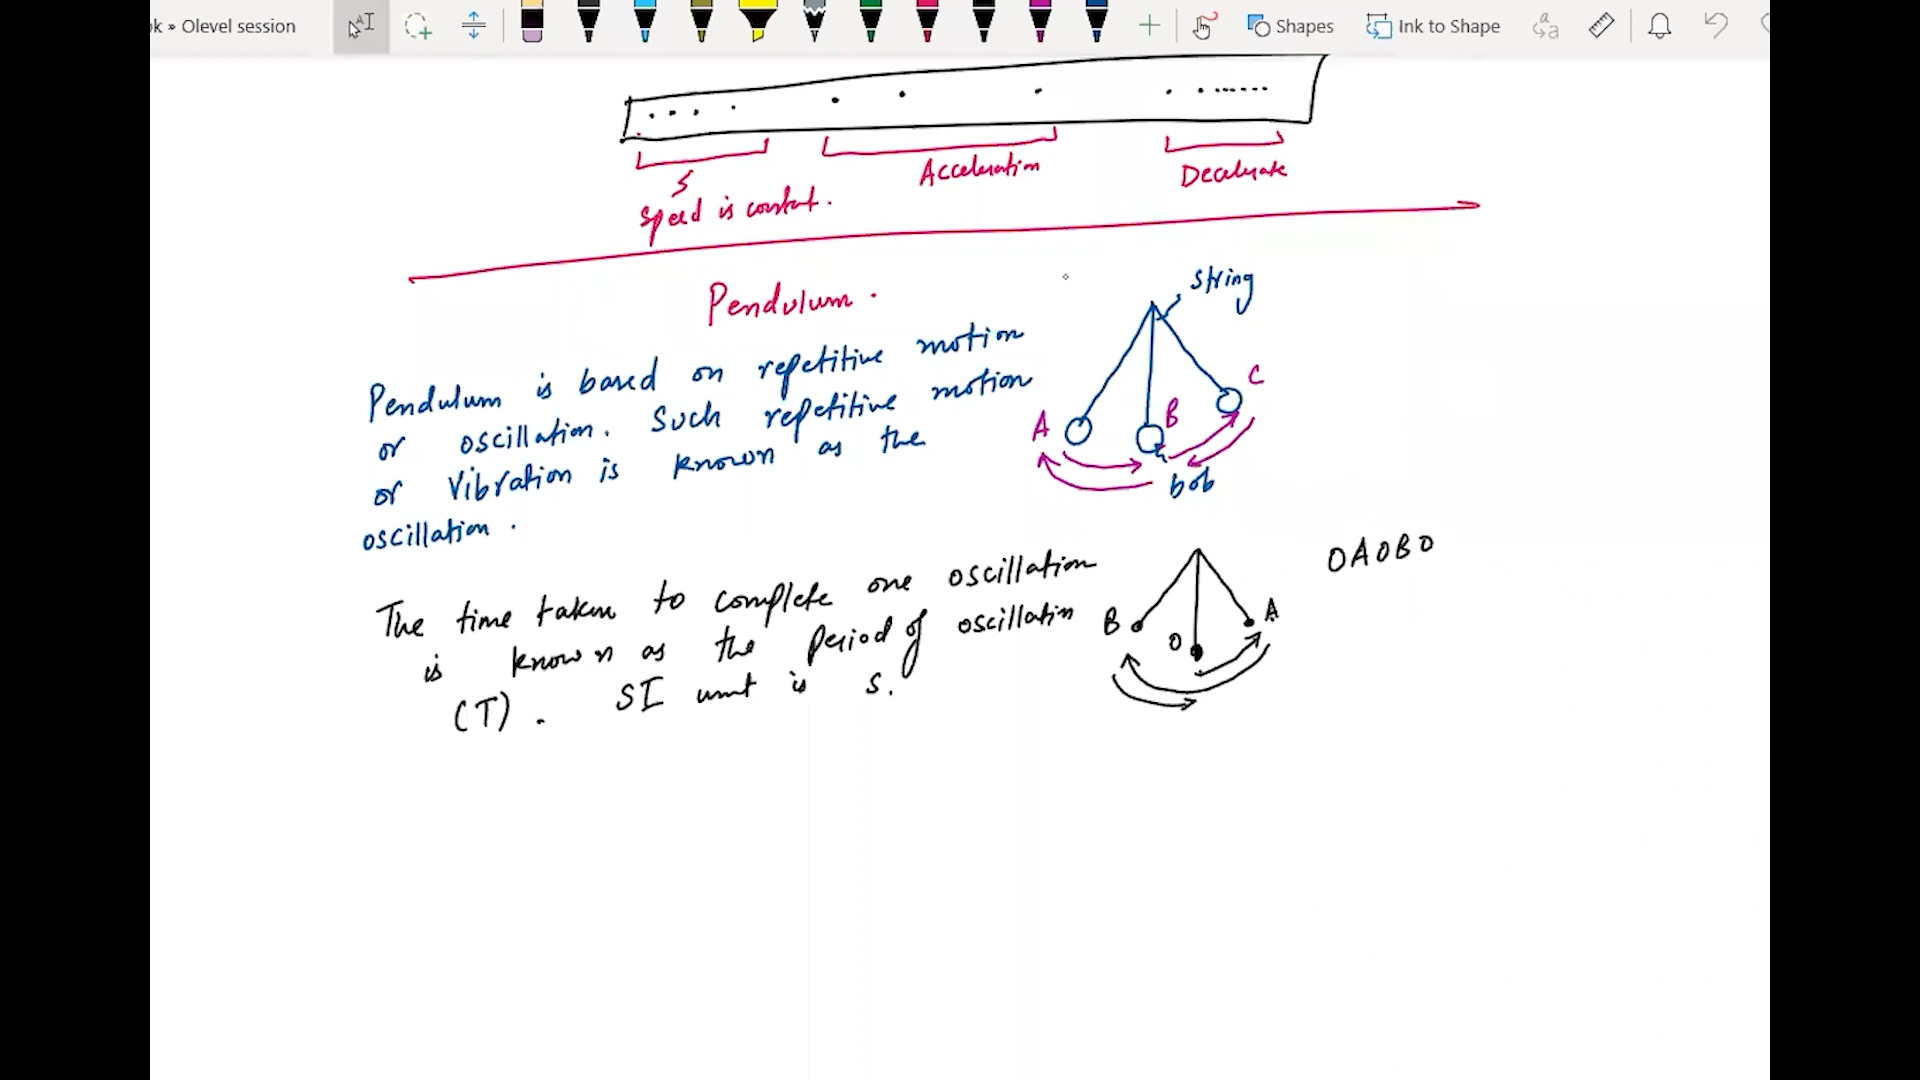 ok » Olevel session
Shapes
Ink to Shape
Speed is constant.
Acceleration
Decelerate
Pendulum.
string
Pendulum is based on repetitive motion
or oscillation. Such repetitive motion
or Vibration is known as the
oscillation.
A
B
C
bob
The time taken to complete one oscillation
is known as the period of oscillation
(T). SI unit is s.
B
O
A
OAOBO